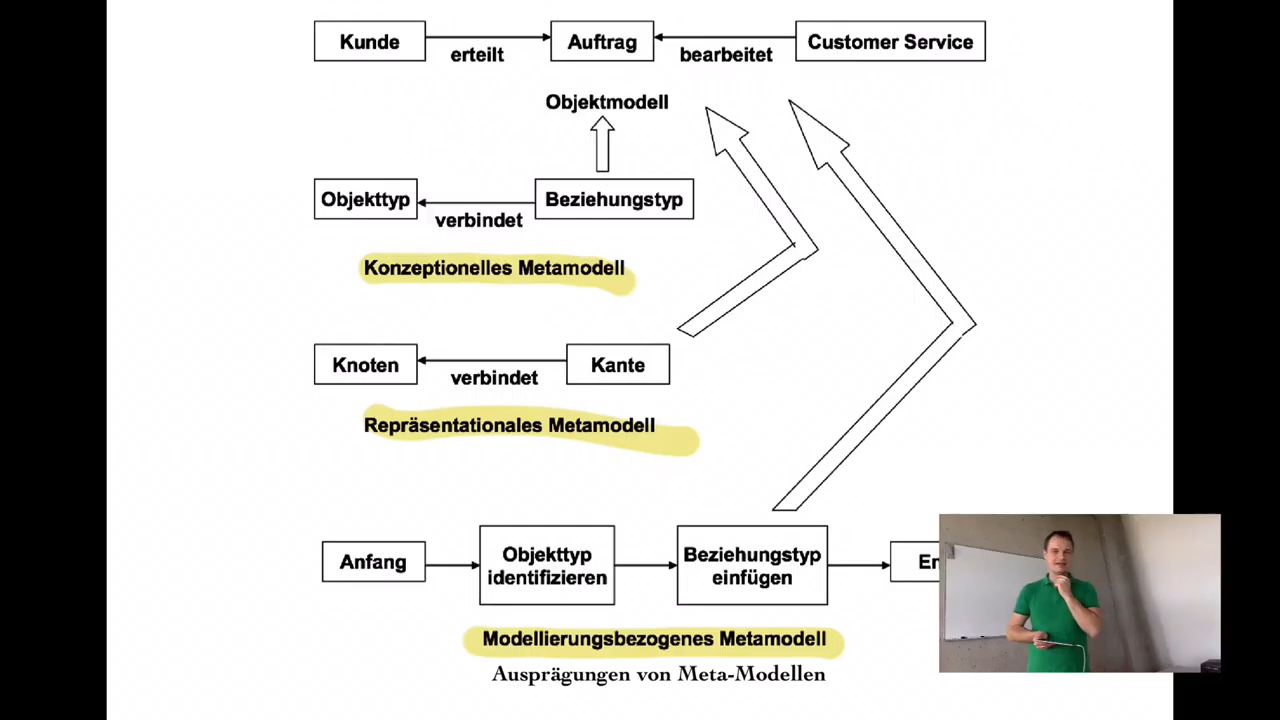 Kunde
erteilt
Auftrag
bearbeitet
Customer Service
Objektmodell
Objekttyp
verbindet
Beziehungstyp
Konzeptionelles Metamodell
Knoten
verbindet
Kante
Repräsentationales Metamodell
Anfang
Objekttyp
identifizieren
Beziehungstyp
einfügen
Modellierungsbezogenes Metamodell
Ausprägungen von Meta-Modellen